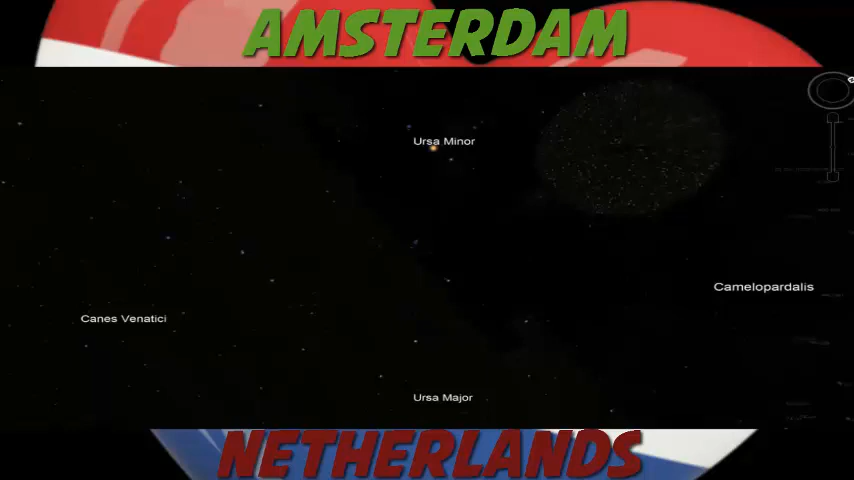 AMSTERDAM
Ursa Minor
Camelopardalis
Canes Venatici
Ursa Major
NETHERLANDS